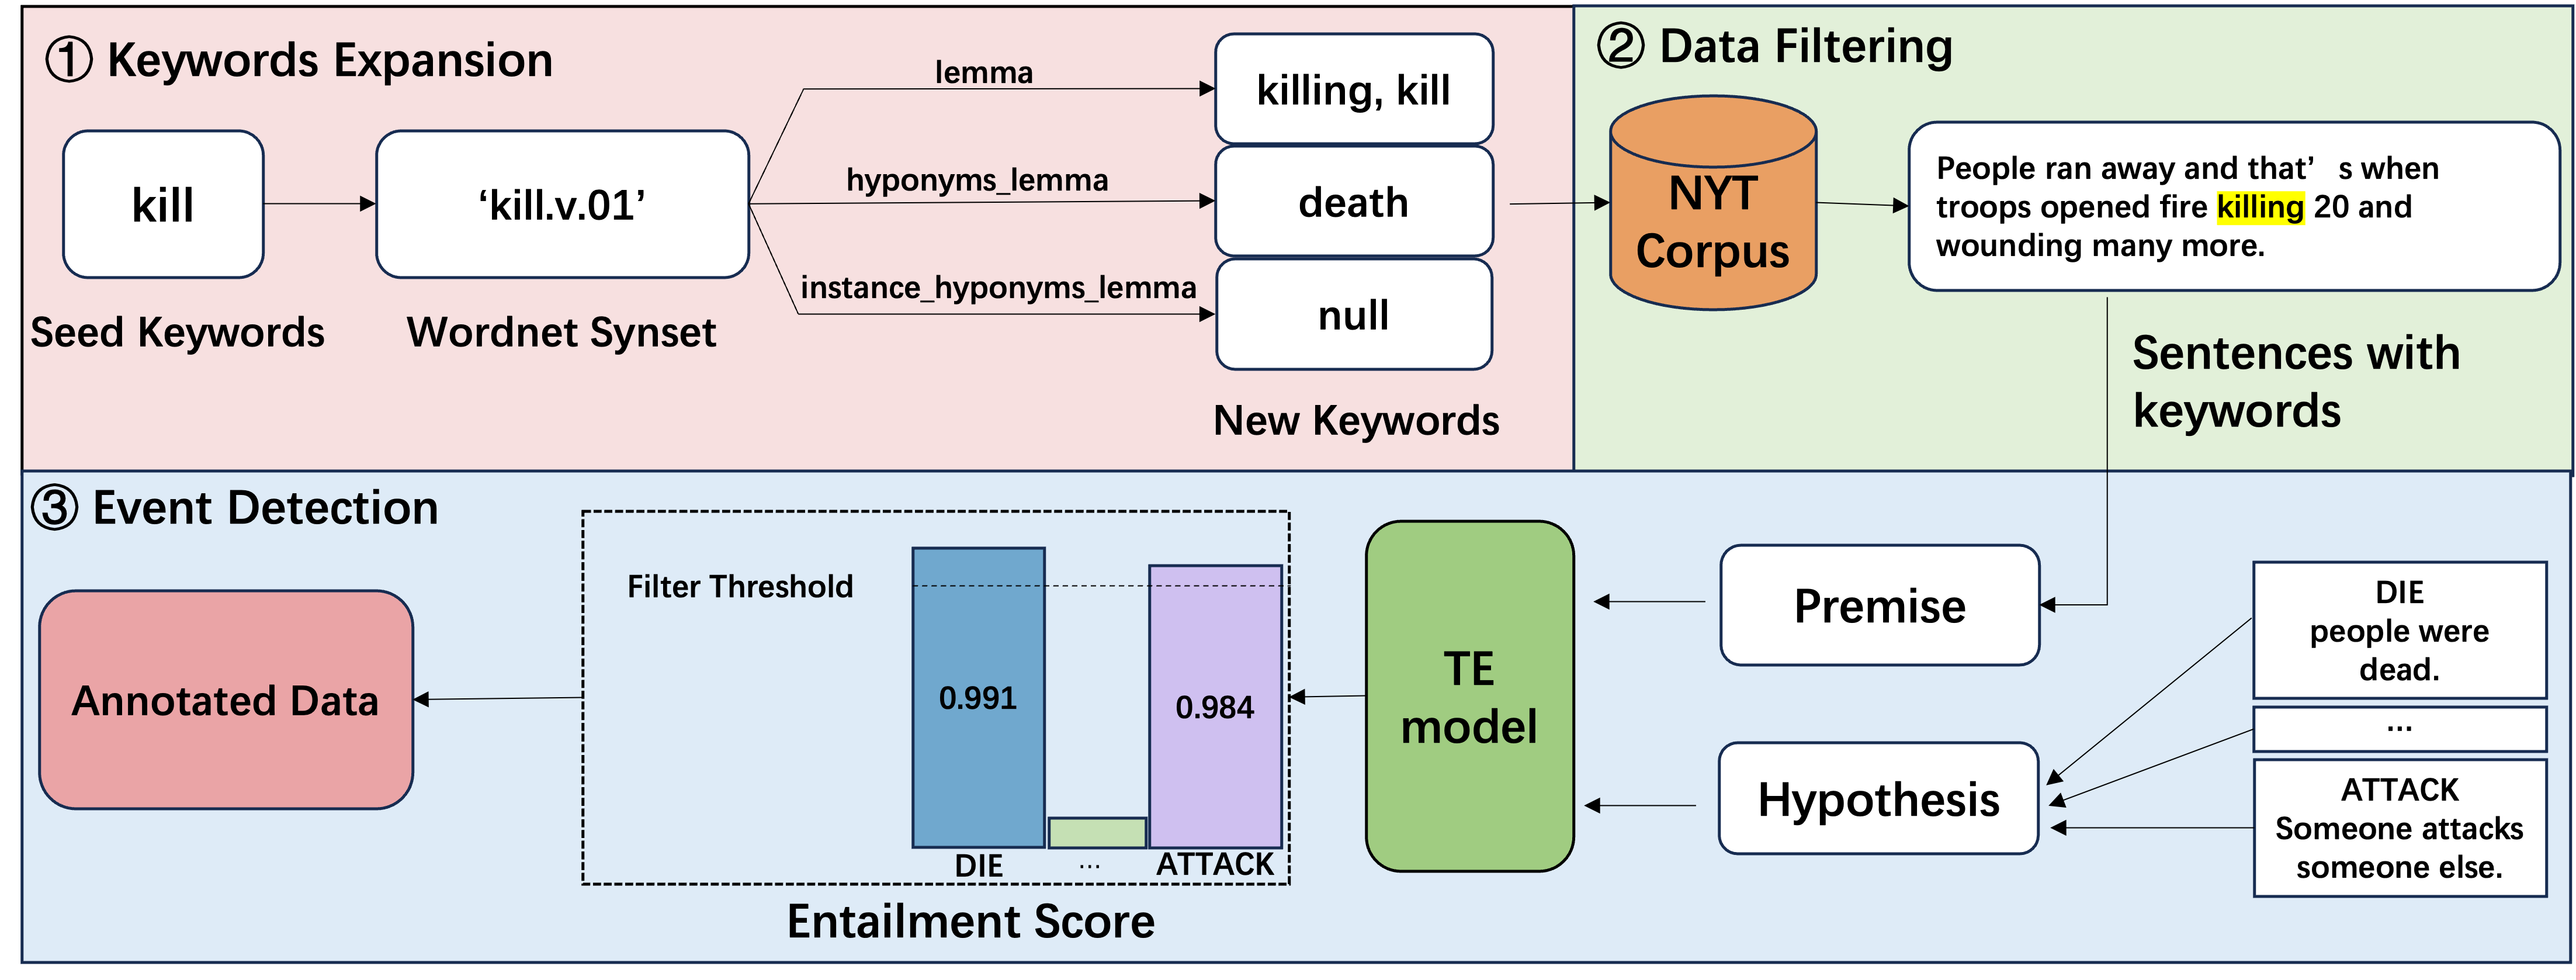 ① Keywords Expansion
kill
Seed Keywords
‘kill.v.01’
Wordnet Synset
lemma
hyponyms_lemma
instance_hyponyms_lemma
killing, kill
death
null
New Keywords
② Data Filtering
NYT
Corpus
People ran away and that’ s when
troops opened fire killing 20 and
wounding many more.
Sentences with
keywords
③ Event Detection
Annotated Data
Filter Threshold
0.991
0.984
DIE
...
ATTACK
Entailment Score
TE
model
Premise
Hypothesis
DIE
people were
dead.
...
ATTACK
Someone attacks
someone else.